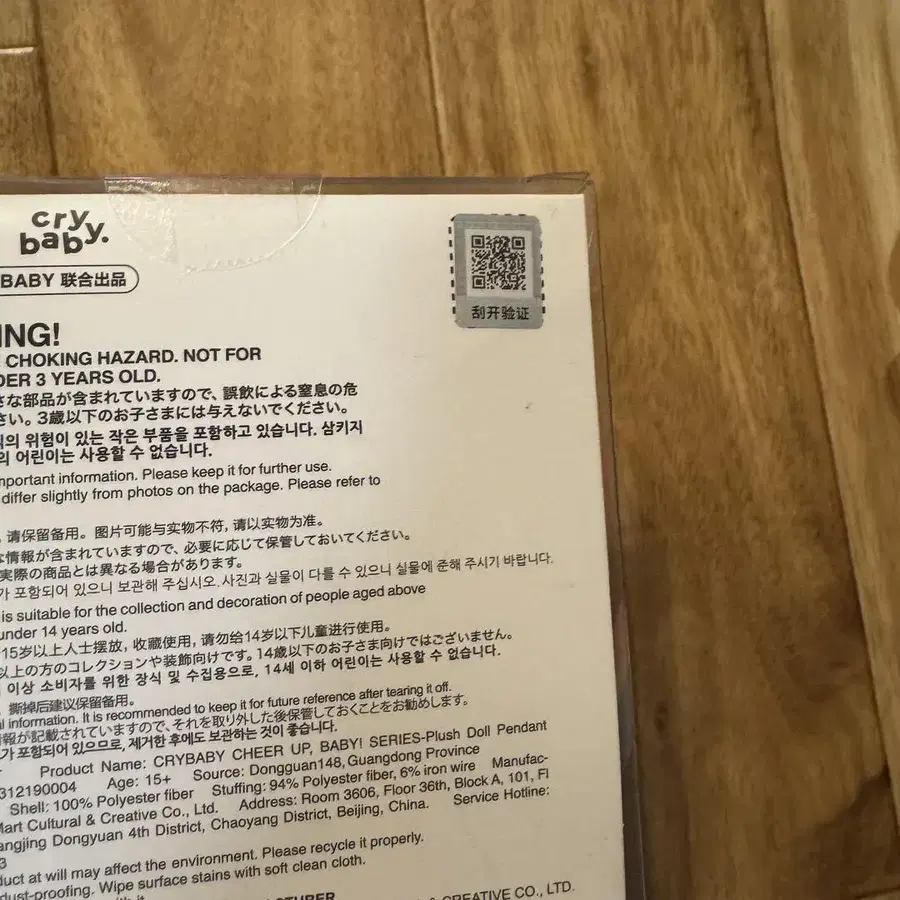 cry
baby.
BABY 联合出品
刮开验证
ING!
CHOKING HAZARD. NOT FOR
DER 3 YEARS OLD.
さな部品が含まれていますので、誤飲による窒息の危
さい。3歳以下のお子さまには与えないでください。
의 위험이 있는 작은 부품을 포함하고 있습니다. 삼키지
의 어린이는 사용할 수 없습니다.
mportant information. Please keep it for further use.
differ slightly from photos on the package. Please refer to
, 请保留备用。图片可能与实物不符, 请以实物为准。
な情報が含まれていますので、必要に応じて保管しておいてください。
実際の商品とは異なる場合があります。
가 포함되어 있으니 보관해 주십시오. 사진과 실물이 다를 수 있으니 실물에 준해 주시기 바랍니다.
is suitable for the collection and decoration of people aged above
under 14 years old.
15岁以上人士摆放, 收藏使用, 请勿给14岁以下儿童进行使用。
以上の方のコレクションや装飾向けです。14歳以下のお子さま向けではございません。
이상 소비자를 위한 장식 및 수집용으로, 14세 이하 어린이는 사용할 수 없습니다.
, 撕掉后建议保留备用。
al information. It is recommended to keep it for future reference after tearing it off.
情報が記載されていますので、それを取り外した後保管しておくことをお勧めします。
가 포함되어 있으므로, 제거한 후에도 보관하는 것이 좋습니다.
Product Name: CRYBABY CHEER UP, BABY! SERIES-Plush Doll Pendant
312190004 Age: 15+ Source: Dongguan148, Guangdong Province
Shell: 100% Polyester fiber Stuffing: 94% Polyester fiber, 6% iron wire Manufac-
Mart Cultural & Creative Co., Ltd. Address: Room 3606, Floor 36th, Block A, 101, Fl
angjing Dongyuan 4th District, Chaoyang District, Beijing, China. Service Hotline:
3
duct at will may affect the environment. Please recycle it properly.
dust-proofing. Wipe surface stains with soft clean cloth.
& CREATIVE CO., LTD.